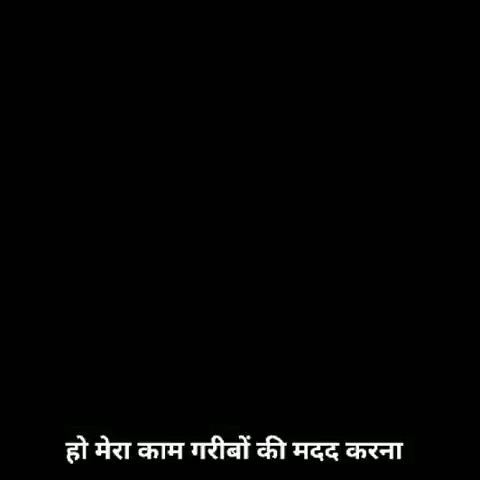 हो मेरा काम गरीबों की मदद करना